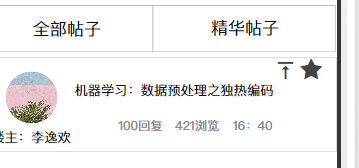 全部帖子 精华帖子
机器学习：数据预处理之独热编码
100回复 421浏览 16：40
楼主：李逸欢